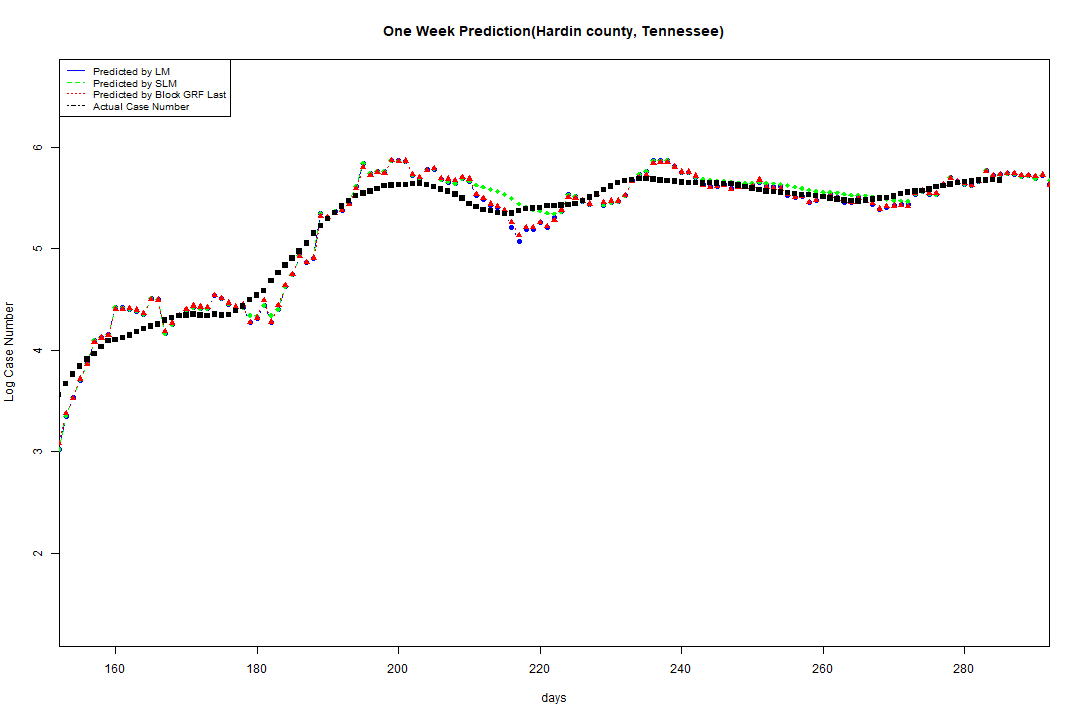 One Week Prediction(Hardin county, Tennessee)
Predicted by LM
Predicted by SLM
Predicted by Block GRF Last
Actual Case Number
6
5
4
3
2
Log Case Number
160 180 200 220 240 260 280
days